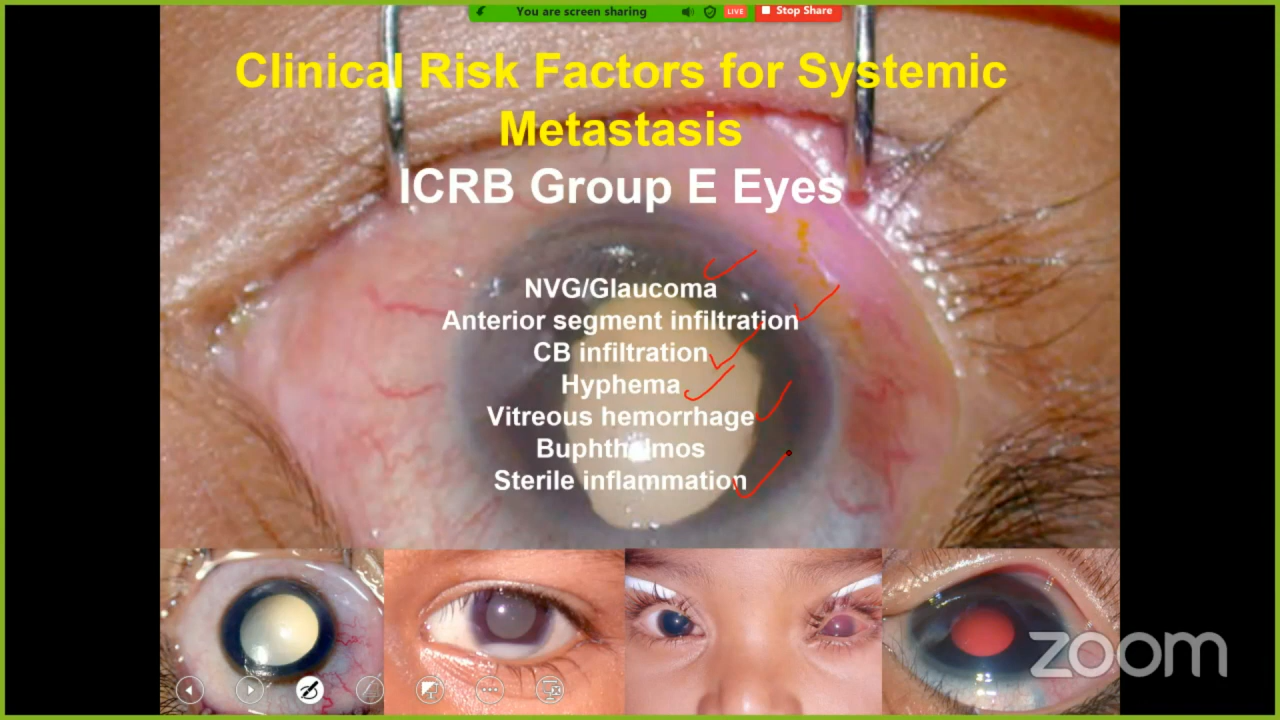 You are screen sharing
LIVE
Stop Share
Clinical Risk Factors for Systemic
Metastasis
ICRB Group E Eyes
NVG/Glaucoma
Anterior segment infiltration
CB infiltration
Hyphema
Vitreous hemorrhage
Buphthalmos
Sterile inflammation
zoom